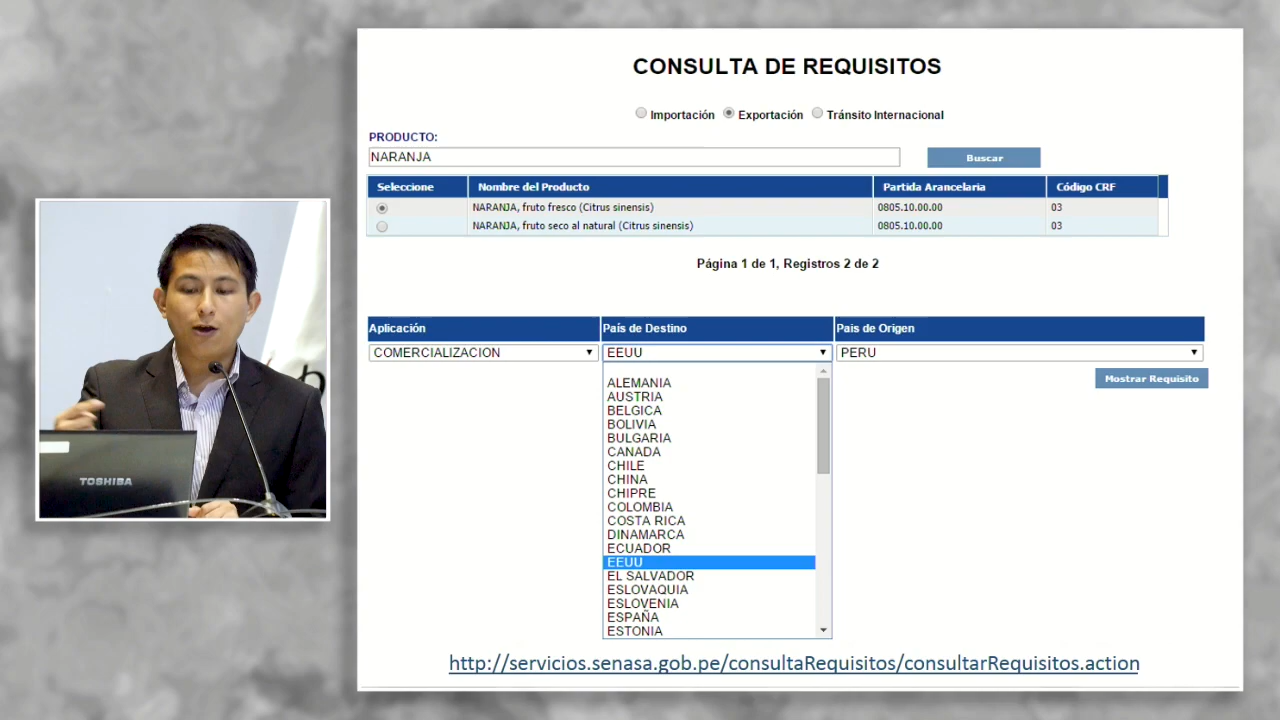 CONSULTA DE REQUISITOS
Importación Exportación Tránsito Internacional
PRODUCTO:
NARANJA Buscar
Seleccione Nombre del Producto Partida Arancelaria Código CRF
NARANJA, fruto fresco (Citrus sinensis) 0805.10.00.00 03
NARANJA, fruto seco al natural (Citrus sinensis) 0805.10.00.00 03
Página 1 de 1, Registros 2 de 2
Aplicación País de Destino Pais de Origen
COMERCIALIZACION EEUU PERU
Mostrar Requisito
ALEMANIA
AUSTRIA
BELGICA
BOLIVIA
BULGARIA
CANADA
CHILE
CHINA
CHIPRE
COLOMBIA
COSTA RICA
DINAMARCA
ECUADOR
EEUU
EL SALVADOR
ESLOVAQUIA
ESLOVENIA
ESPAÑA
ESTONIA
http://servicios.senasa.gob.pe/consultaRequisitos/consultarRequisitos.action
TOSHIBA